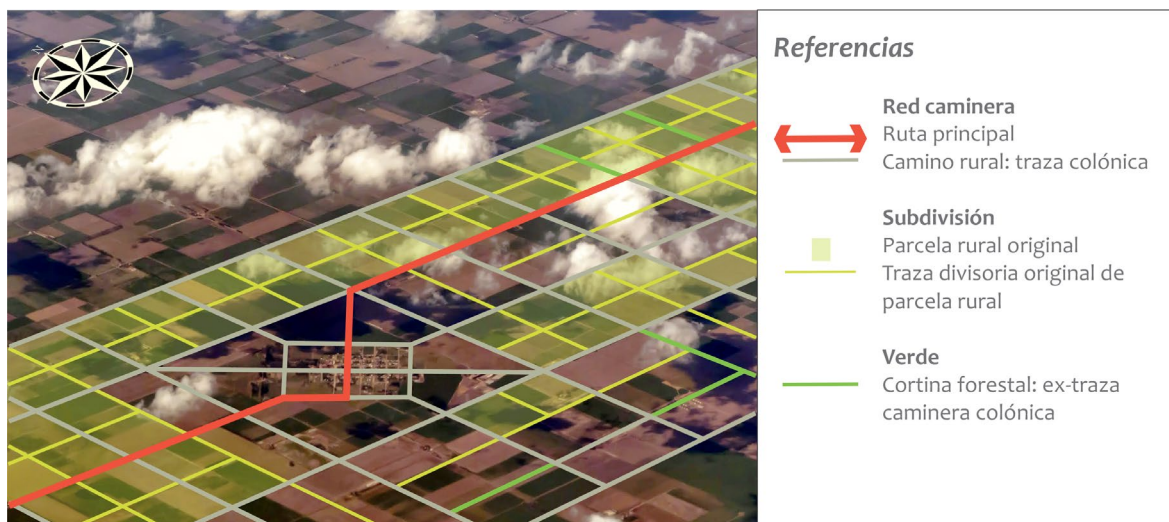 N
Referencias
Red caminera
Ruta principal
Camino rural: traza colónica
Subdivisión
Parcela rural original
Traza divisoria original de
parcela rural
Verde
Cortina forestal: ex-traza
caminera colónica